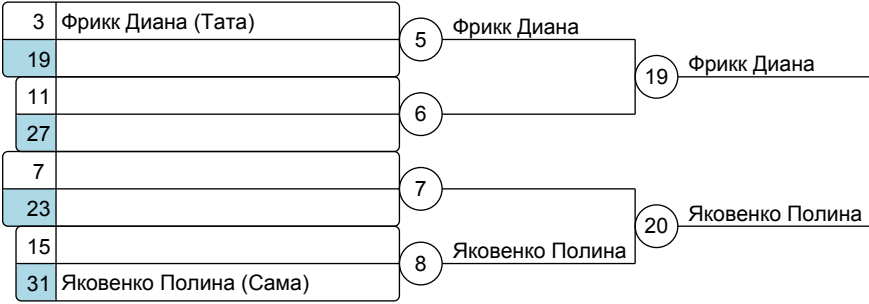 3 Фрикк Диана (Тата)
19
5 Фрикк Диана
11
27
6
19 Фрикк Диана
7
23
7
15
31 Яковенко Полина (Сама)
8 Яковенко Полина
20 Яковенко Полина